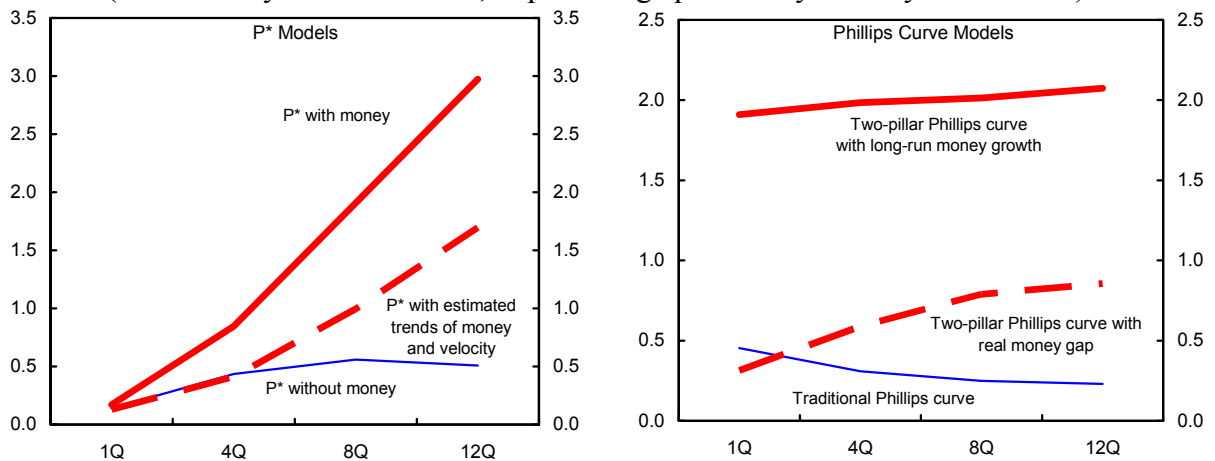 P* Models
3.5
3.0
2.5
2.0
1.5
1.0
0.5
0.0
3.5
3.0
2.5
2.0
1.5
1.0
0.5
0.0
P* with money
P* with estimated
trends of money
and velocity
P* without money
1Q 4Q 8Q 12Q
Phillips Curve Models
2.5
2.0
1.5
1.0
0.5
0.0
2.5
2.0
1.5
1.0
0.5
0.0
Two-pillar Phillips curve
with long-run money growth
Two-pillar Phillips curve with
real money gap
Traditional Phillips curve
1Q 4Q 8Q 12Q